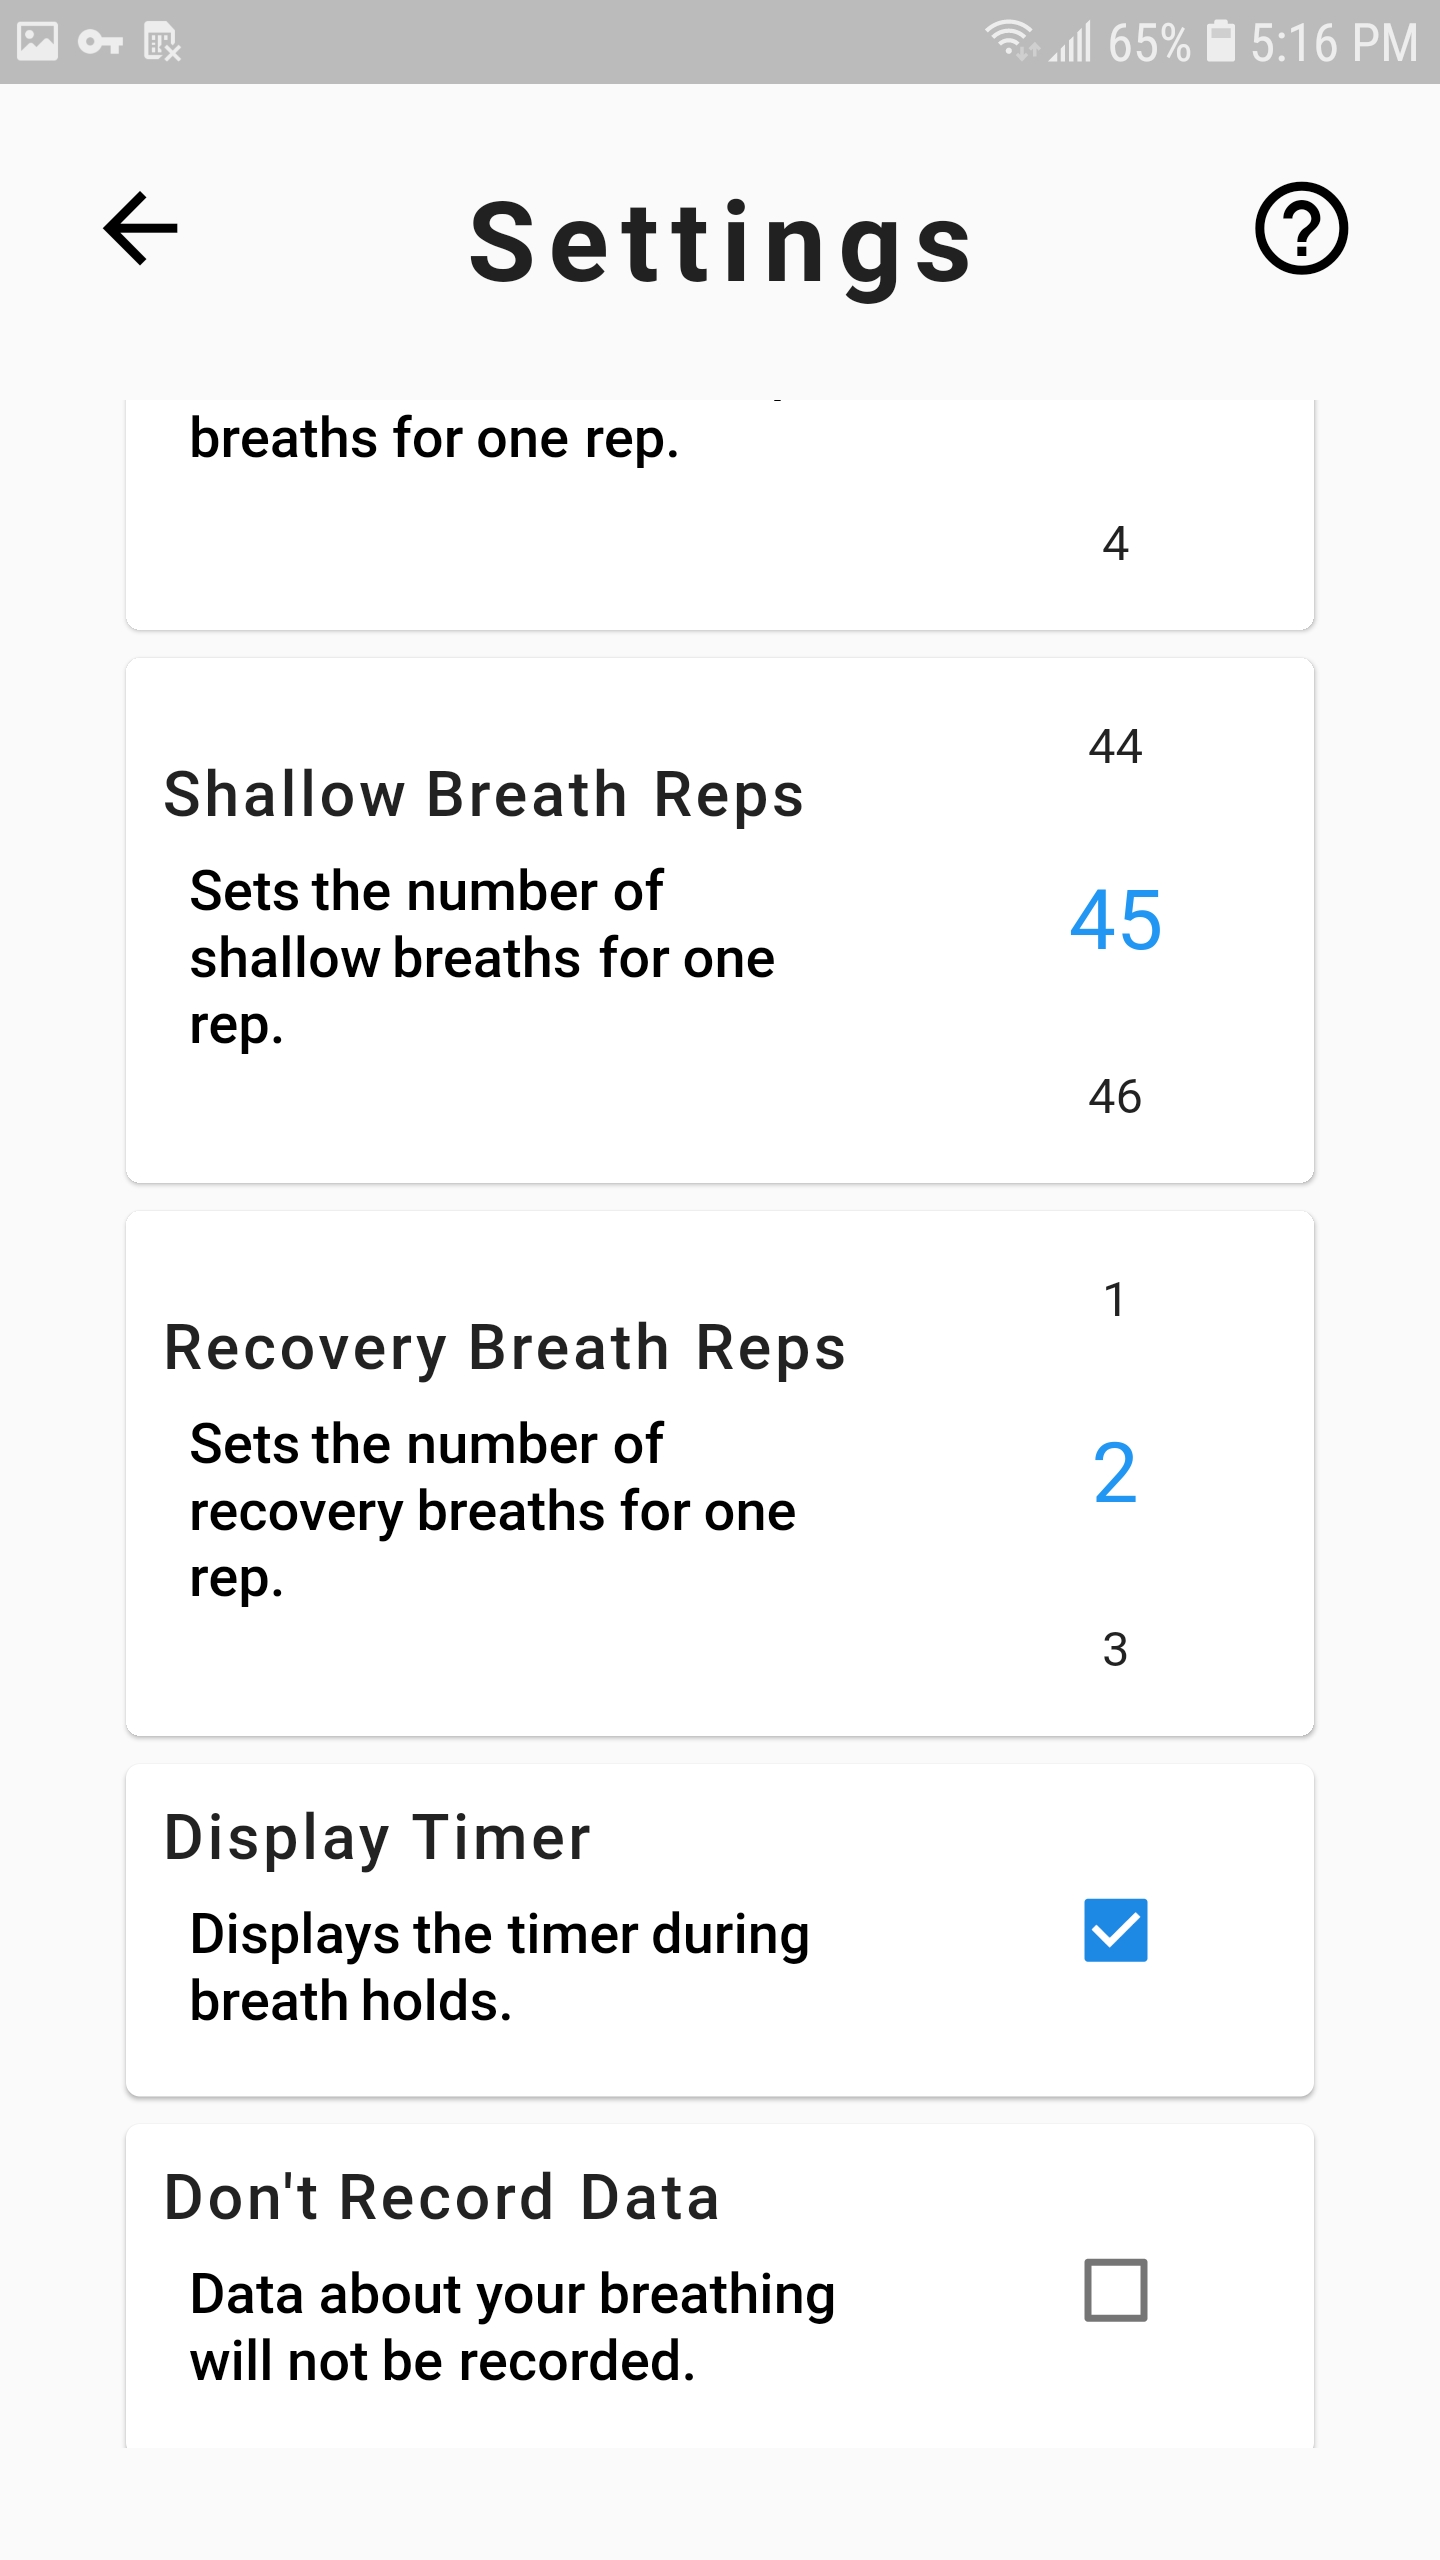 65% 5:16 PM
Settings
breaths for one rep.
4
44
Shallow Breath Reps
Sets the number of
shallow breaths for one
rep.
45
46
1
Recovery Breath Reps
Sets the number of
recovery breaths for one
rep.
2
3
Display Timer
Displays the timer during
breath holds.
Don't Record Data
Data about your breathing
will not be recorded.